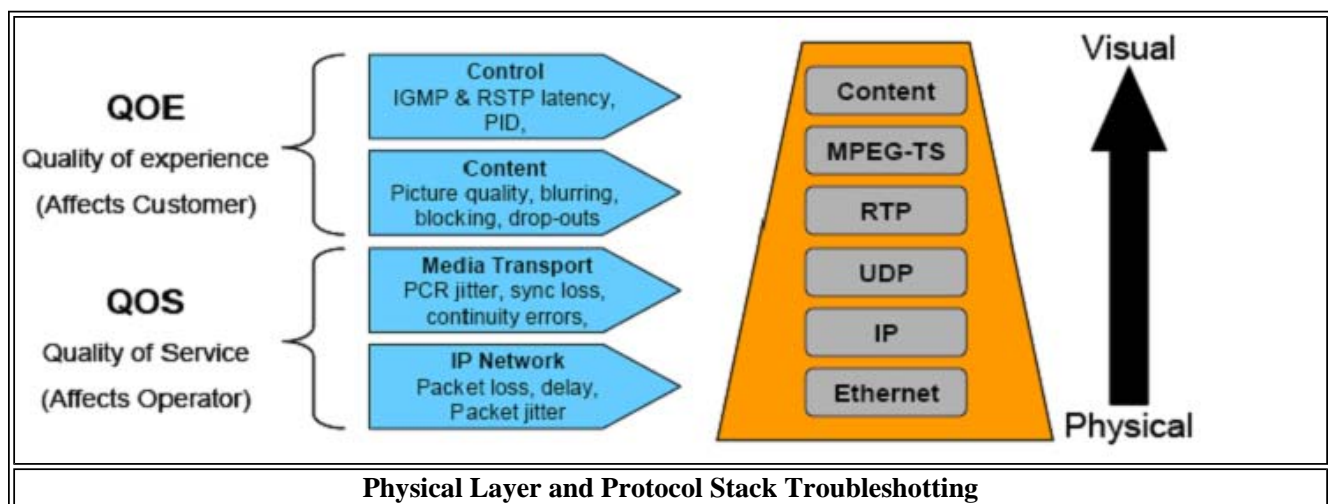 QOE
Quality of experience
(Affects Customer)
QOS
Quality of Service
(Affects Operator)
Control
IGMP & RSTP latency,
PID,
Content
Picture quality, blurring,
blocking, drop-outs
Media Transport
PCR jitter, sync loss,
continuity errors,
IP Network
Packet loss, delay,
Packet jitter
Content
MPEG-TS
RTP
UDP
IP
Ethernet
Visual
Physical
Physical Layer and Protocol Stack Troubleshotting